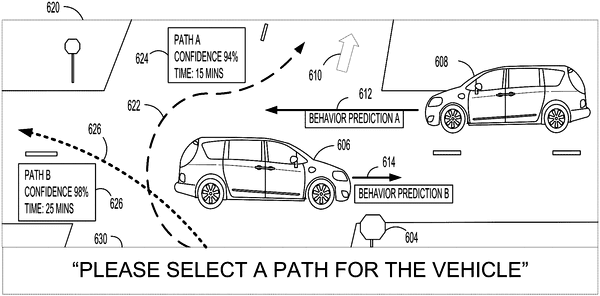 620
624
PATH A
CONFIDENCE 94%
TIME: 15 MINS
610
608
612
622
BEHAVIOR PREDICTION A
626
606
614
PATH B
CONFIDENCE 98%
TIME: 25 MINS
626
BEHAVIOR PREDICTION B
630
604
“PLEASE SELECT A PATH FOR THE VEHICLE”